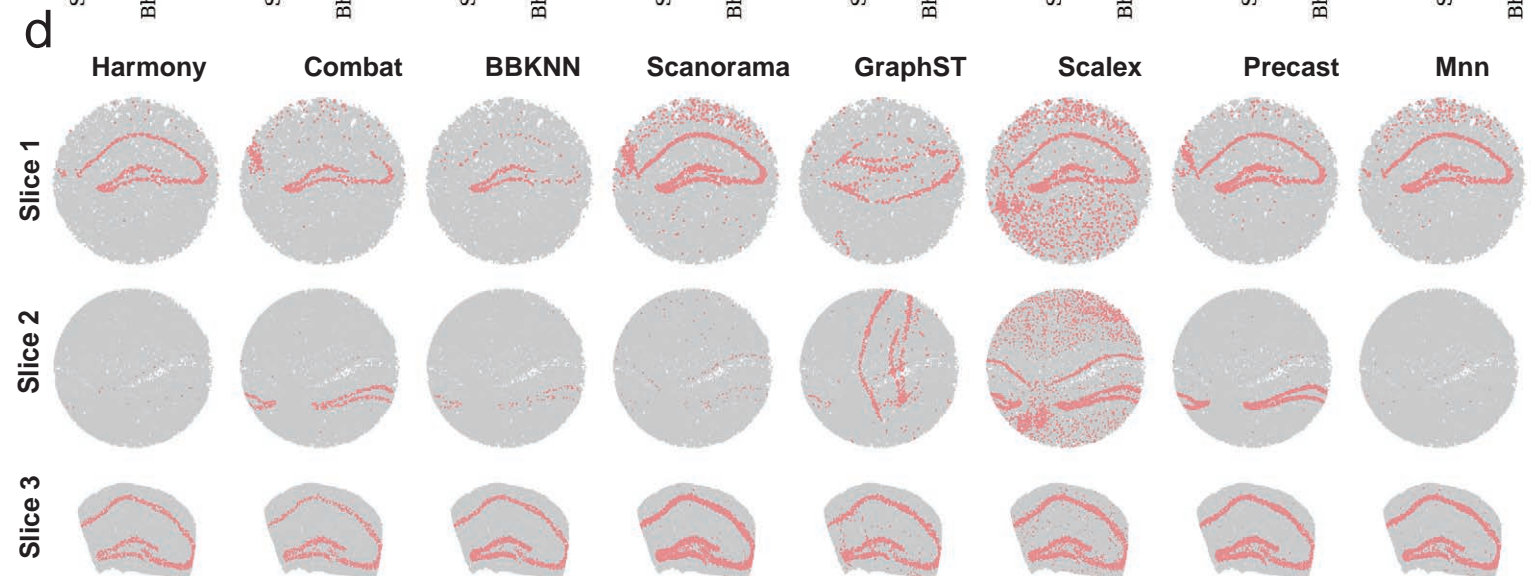 d
Harmony Combat BBKNN Scanorama GraphST Scalex Precast Mnn
Slice 1
Slice 2
Slice 3